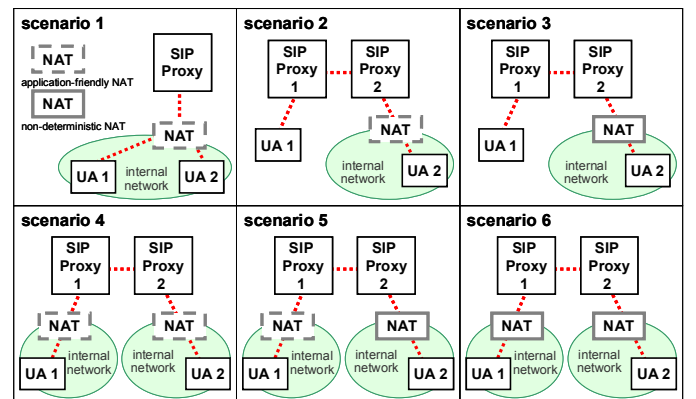 scenario 1
NAT
application-friendly NAT
NAT
non-deterministic NAT
SIP
Proxy
NAT
UA 1
internal
network
UA 2
scenario 2
SIP
Proxy
1
SIP
Proxy
2
UA 1
NAT
internal
network
UA 2
scenario 3
SIP
Proxy
1
SIP
Proxy
2
UA 1
NAT
internal
network
UA 2
scenario 4
SIP
Proxy
1
SIP
Proxy
2
NAT
internal
network
UA 1
NAT
internal
network
UA 2
scenario 5
SIP
Proxy
1
SIP
Proxy
2
NAT
internal
network
UA 1
NAT
internal
network
UA 2
scenario 6
SIP
Proxy
1
SIP
Proxy
2
NAT
internal
network
UA 1
NAT
internal
network
UA 2